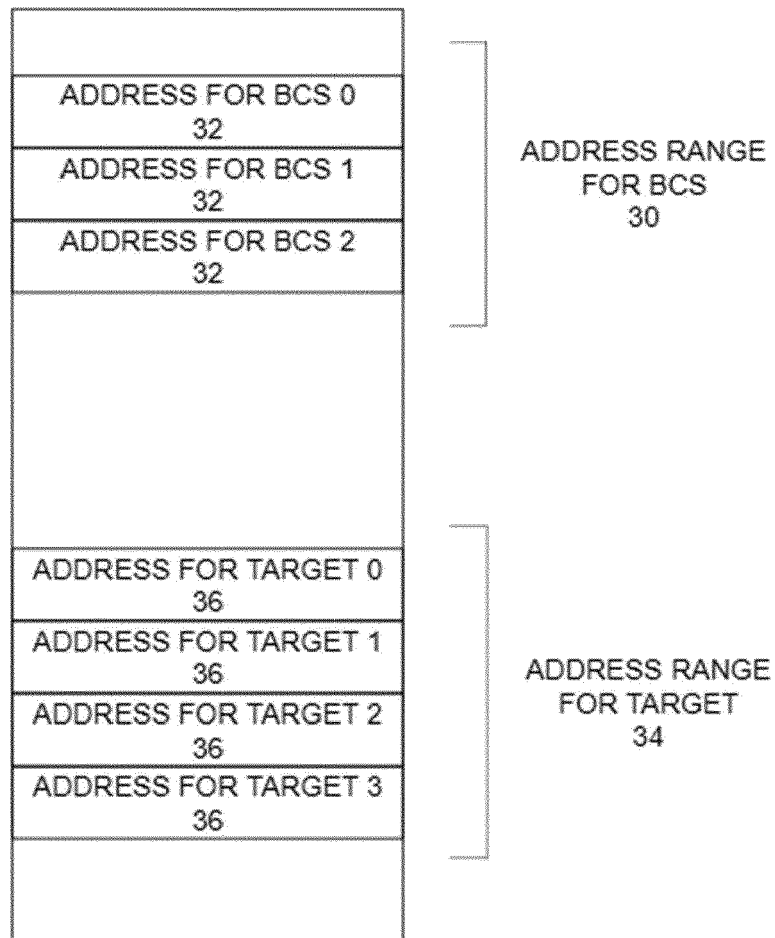 ADDRESS FOR BCS 0
32
ADDRESS FOR BCS 1
32
ADDRESS FOR BCS 2
32
ADDRESS RANGE
FOR BCS
30
ADDRESS FOR TARGET 0
36
ADDRESS FOR TARGET 1
36
ADDRESS FOR TARGET 2
36
ADDRESS FOR TARGET 3
36
ADDRESS RANGE
FOR TARGET
34